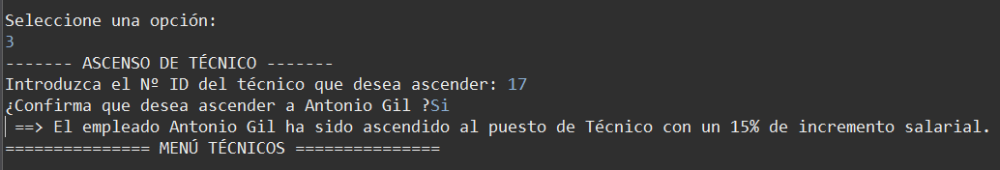 Seleccione una opción:
3
------- ASCENSO DE TÉCNICO -------
Introduzca el Nº ID del técnico que desea ascender: 17
¿Confirma que desea ascender a Antonio Gil ?Si
| ==> El empleado Antonio Gil ha sido ascendido al puesto de Técnico con un 15% de incremento salarial.
=============== MENÚ TÉCNICOS ===============